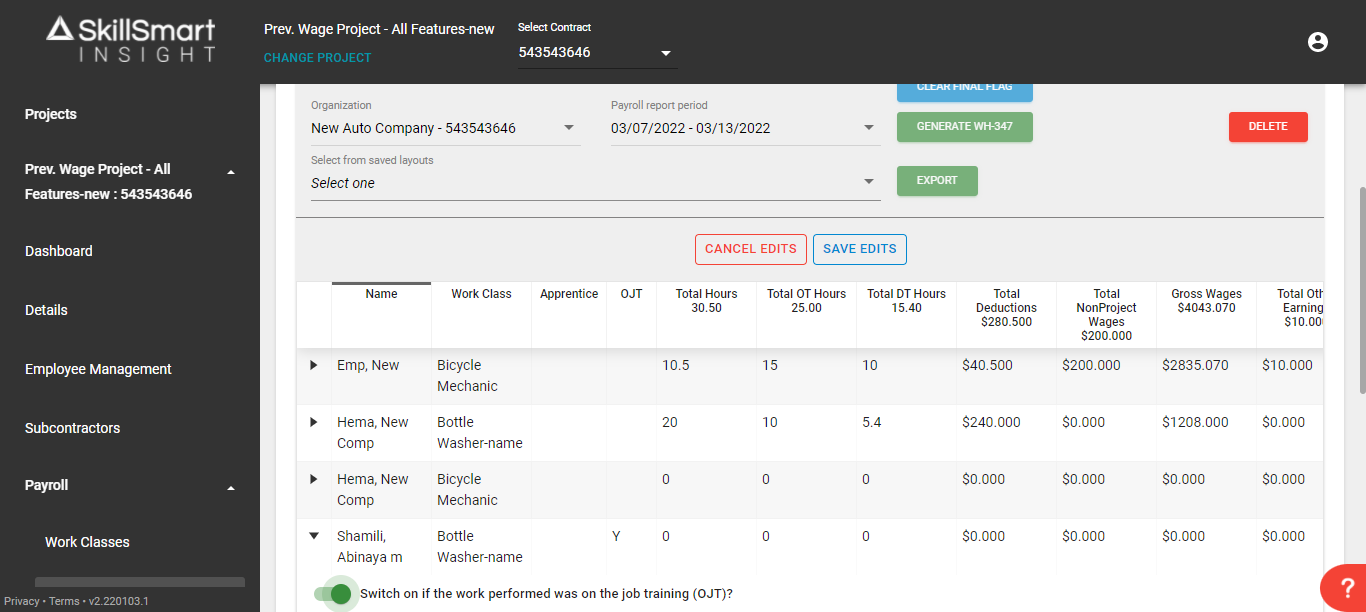 SkillSmart
INSIGHT
Prev. Wage Project - All Features-new
CHANGE PROJECT
Select Contract
543543646
Projects
Prev. Wage Project - All
Features-new : 543543646
Dashboard
Details
Employee Management
Subcontractors
Payroll
Work Classes
Privacy • Terms • v2.220103.1
CLEAR FINAL FLAG
Organization
New Auto Company - 543543646
Payroll report period
03/07/2022 - 03/13/2022
GENERATE WH-347
DELETE
Select from saved layouts
Select one
EXPORT
CANCEL EDITS SAVE EDITS
Name
Work Class
Apprentice
OJT
Total Hours
30.50
Total OT Hours
25.00
Total DT Hours
15.40
Total
Deductions
$280.500
Total
NonProject
Wages
$200.000
Gross Wages
$4043.070
Total Oth
Earning
$10.00
Emp, New
Bicycle
Mechanic
10.5
15
10
$40.500
$200.000
$2835.070
$10.000
Hema, New
Comp
Bottle
Washer-name
20
10
5.4
$240.000
$0.000
$1208.000
$0.000
Hema, New
Comp
Bicycle
Mechanic
0
0
0
$0.000
$0.000
$0.000
$0.000
Shamili,
Abinaya m
Bottle
Washer-name
Y
0
0
0
$0.000
$0.000
$0.000
$0.000
Switch on if the work performed was on the job training (OJT)?
?